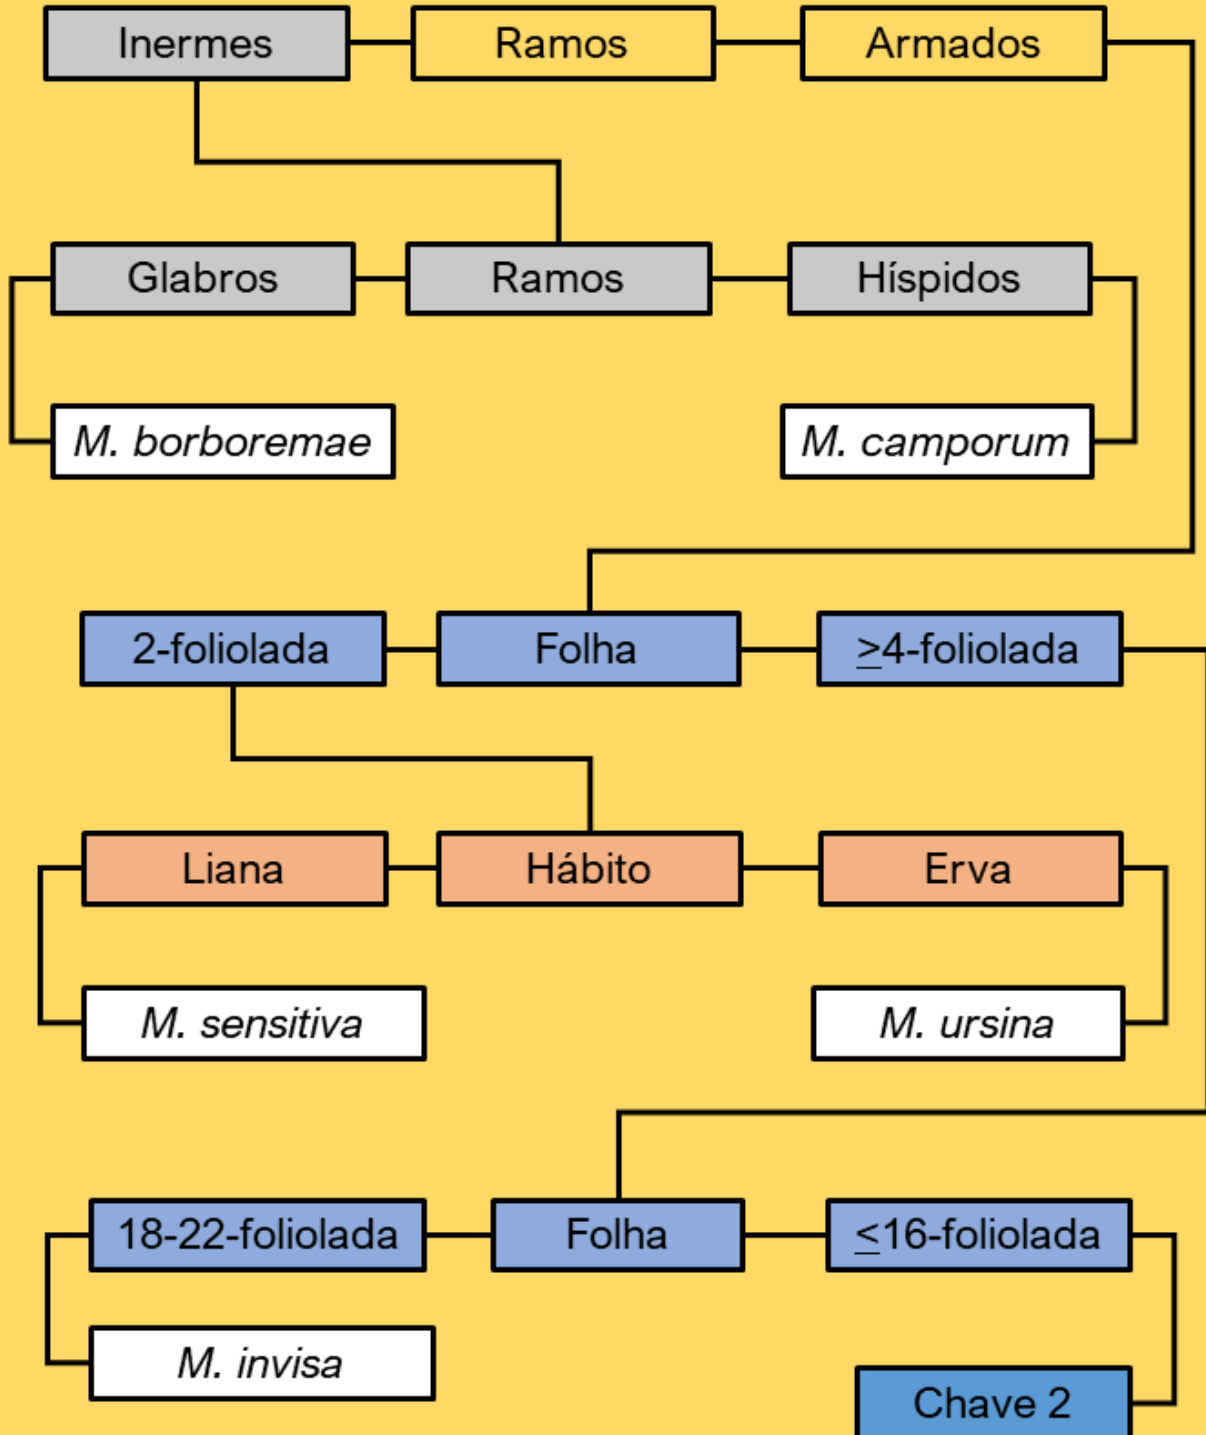 Inermes
Ramos
Armados
Glabros
Ramos
Híspidos
M. borboremae
M. camporum
2-foliolada
Folha
≥4-foliolada
Liana
Hábito
Erva
M. sensitiva
M. ursina
18-22-foliolada
Folha
≤16-foliolada
M. invisa
Chave 2